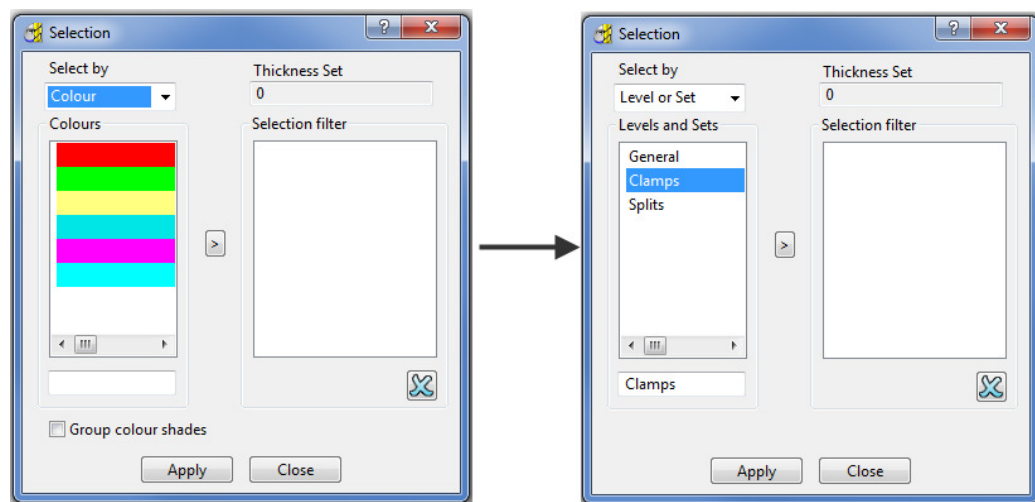 Selection
Select by
Colour
Thickness Set
0
Colours
Selection filter
>
Group colour shades
Apply
Close
Selection
Select by
Level or Set
Thickness Set
0
Levels and Sets
General
Clamps
Splits
Selection filter
>
Clamps
Apply
Close